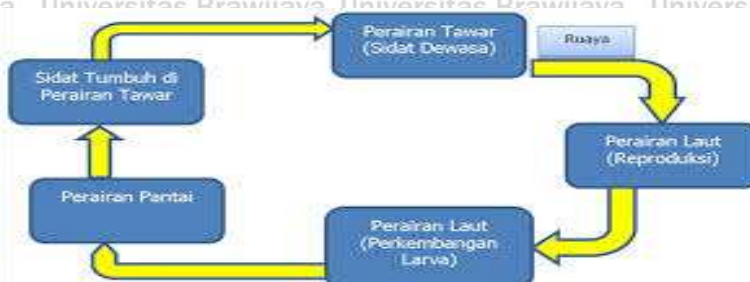 Universitas Brawijaya Universitas Brawijaya
Perairan Tawar
(Sidat Dewasa)
Ruaya
Sidat Tumbuh di
Perairan Tawar
Perairan Laut
(Reproduksi)
Perairan Pantai
Perairan Laut
(Perkembangan
Larva)